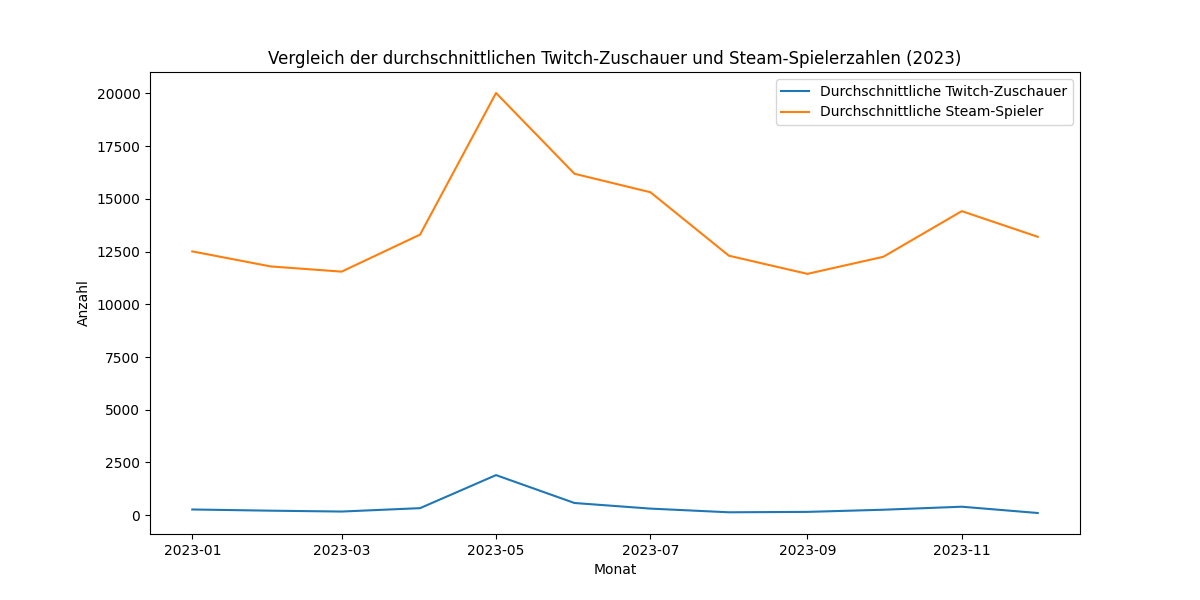 Vergleich der durchschnittlichen Twitch-Zuschauer und Steam-Spielerzahlen (2023)
Durchschnittliche Twitch-Zuschauer
Durchschnittliche Steam-Spieler
Anzahl
20000
17500
15000
12500
10000
7500
5000
2500
0
2023-01 2023-03 2023-05 2023-07 2023-09 2023-11
Monat